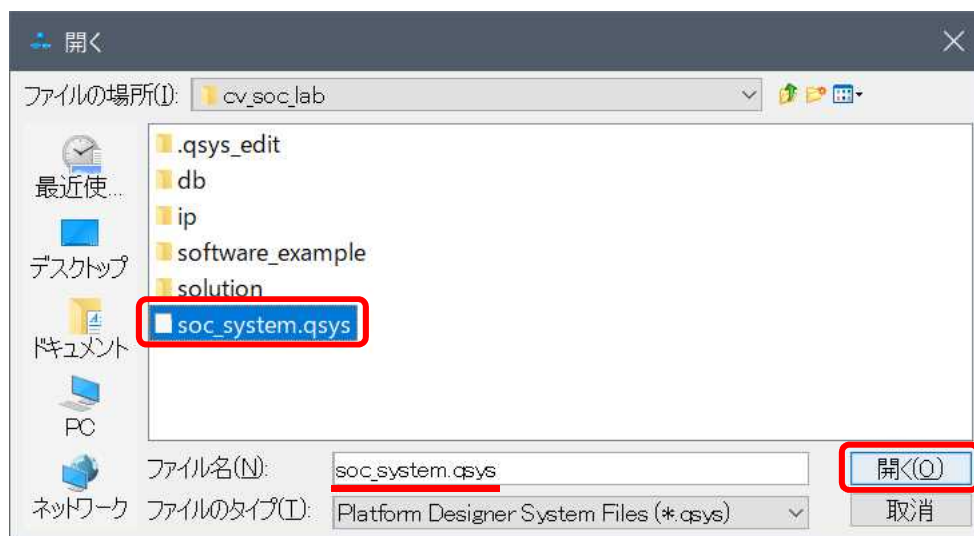 開く
ファイルの場所(I): cv_soc_lab
最近使...
デスクトップ
ドキュメント
PC
ネットワーク
.qsys_edit
db
ip
software_example
solution
soc_system.qsys
ファイル名(N): soc_system.qsys 開く(O)
ファイルのタイプ(T): Platform Designer System Files (*.qsys) 取消